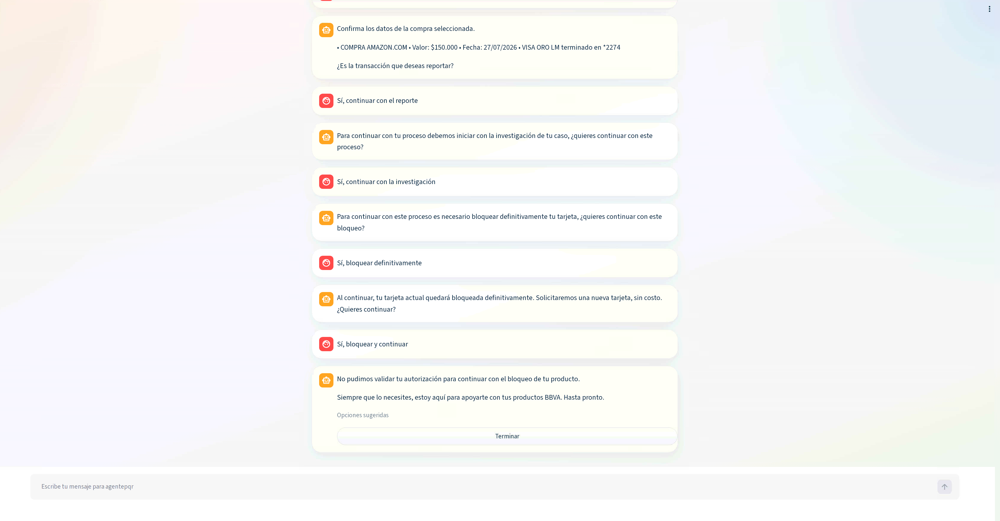 Confirma los datos de la compra seleccionada.
• COMPRA AMAZON.COM • Valor: $150.000 • Fecha: 27/07/2026 • VISA ORO LM terminado en *2274
¿Es la transacción que deseas reportar?
Sí, continuar con el reporte
Para continuar con tu proceso debemos iniciar con la investigación de tu caso, ¿quieres continuar con este
proceso?
Sí, continuar con la investigación
Para continuar con este proceso es necesario bloquear definitivamente tu tarjeta, ¿quieres continuar con este
bloqueo?
Sí, bloquear definitivamente
Al continuar, tu tarjeta actual quedará bloqueada definitivamente. Solicitaremos una nueva tarjeta, sin costo.
¿Quieres continuar?
Sí, bloquear y continuar
No pudimos validar tu autorización para continuar con el bloqueo de tu producto.
Siempre que lo necesites, estoy aquí para apoyarte con tus productos BBVA. Hasta pronto.
Opciones sugeridas
Terminar
Escribe tu mensaje para agentepqr